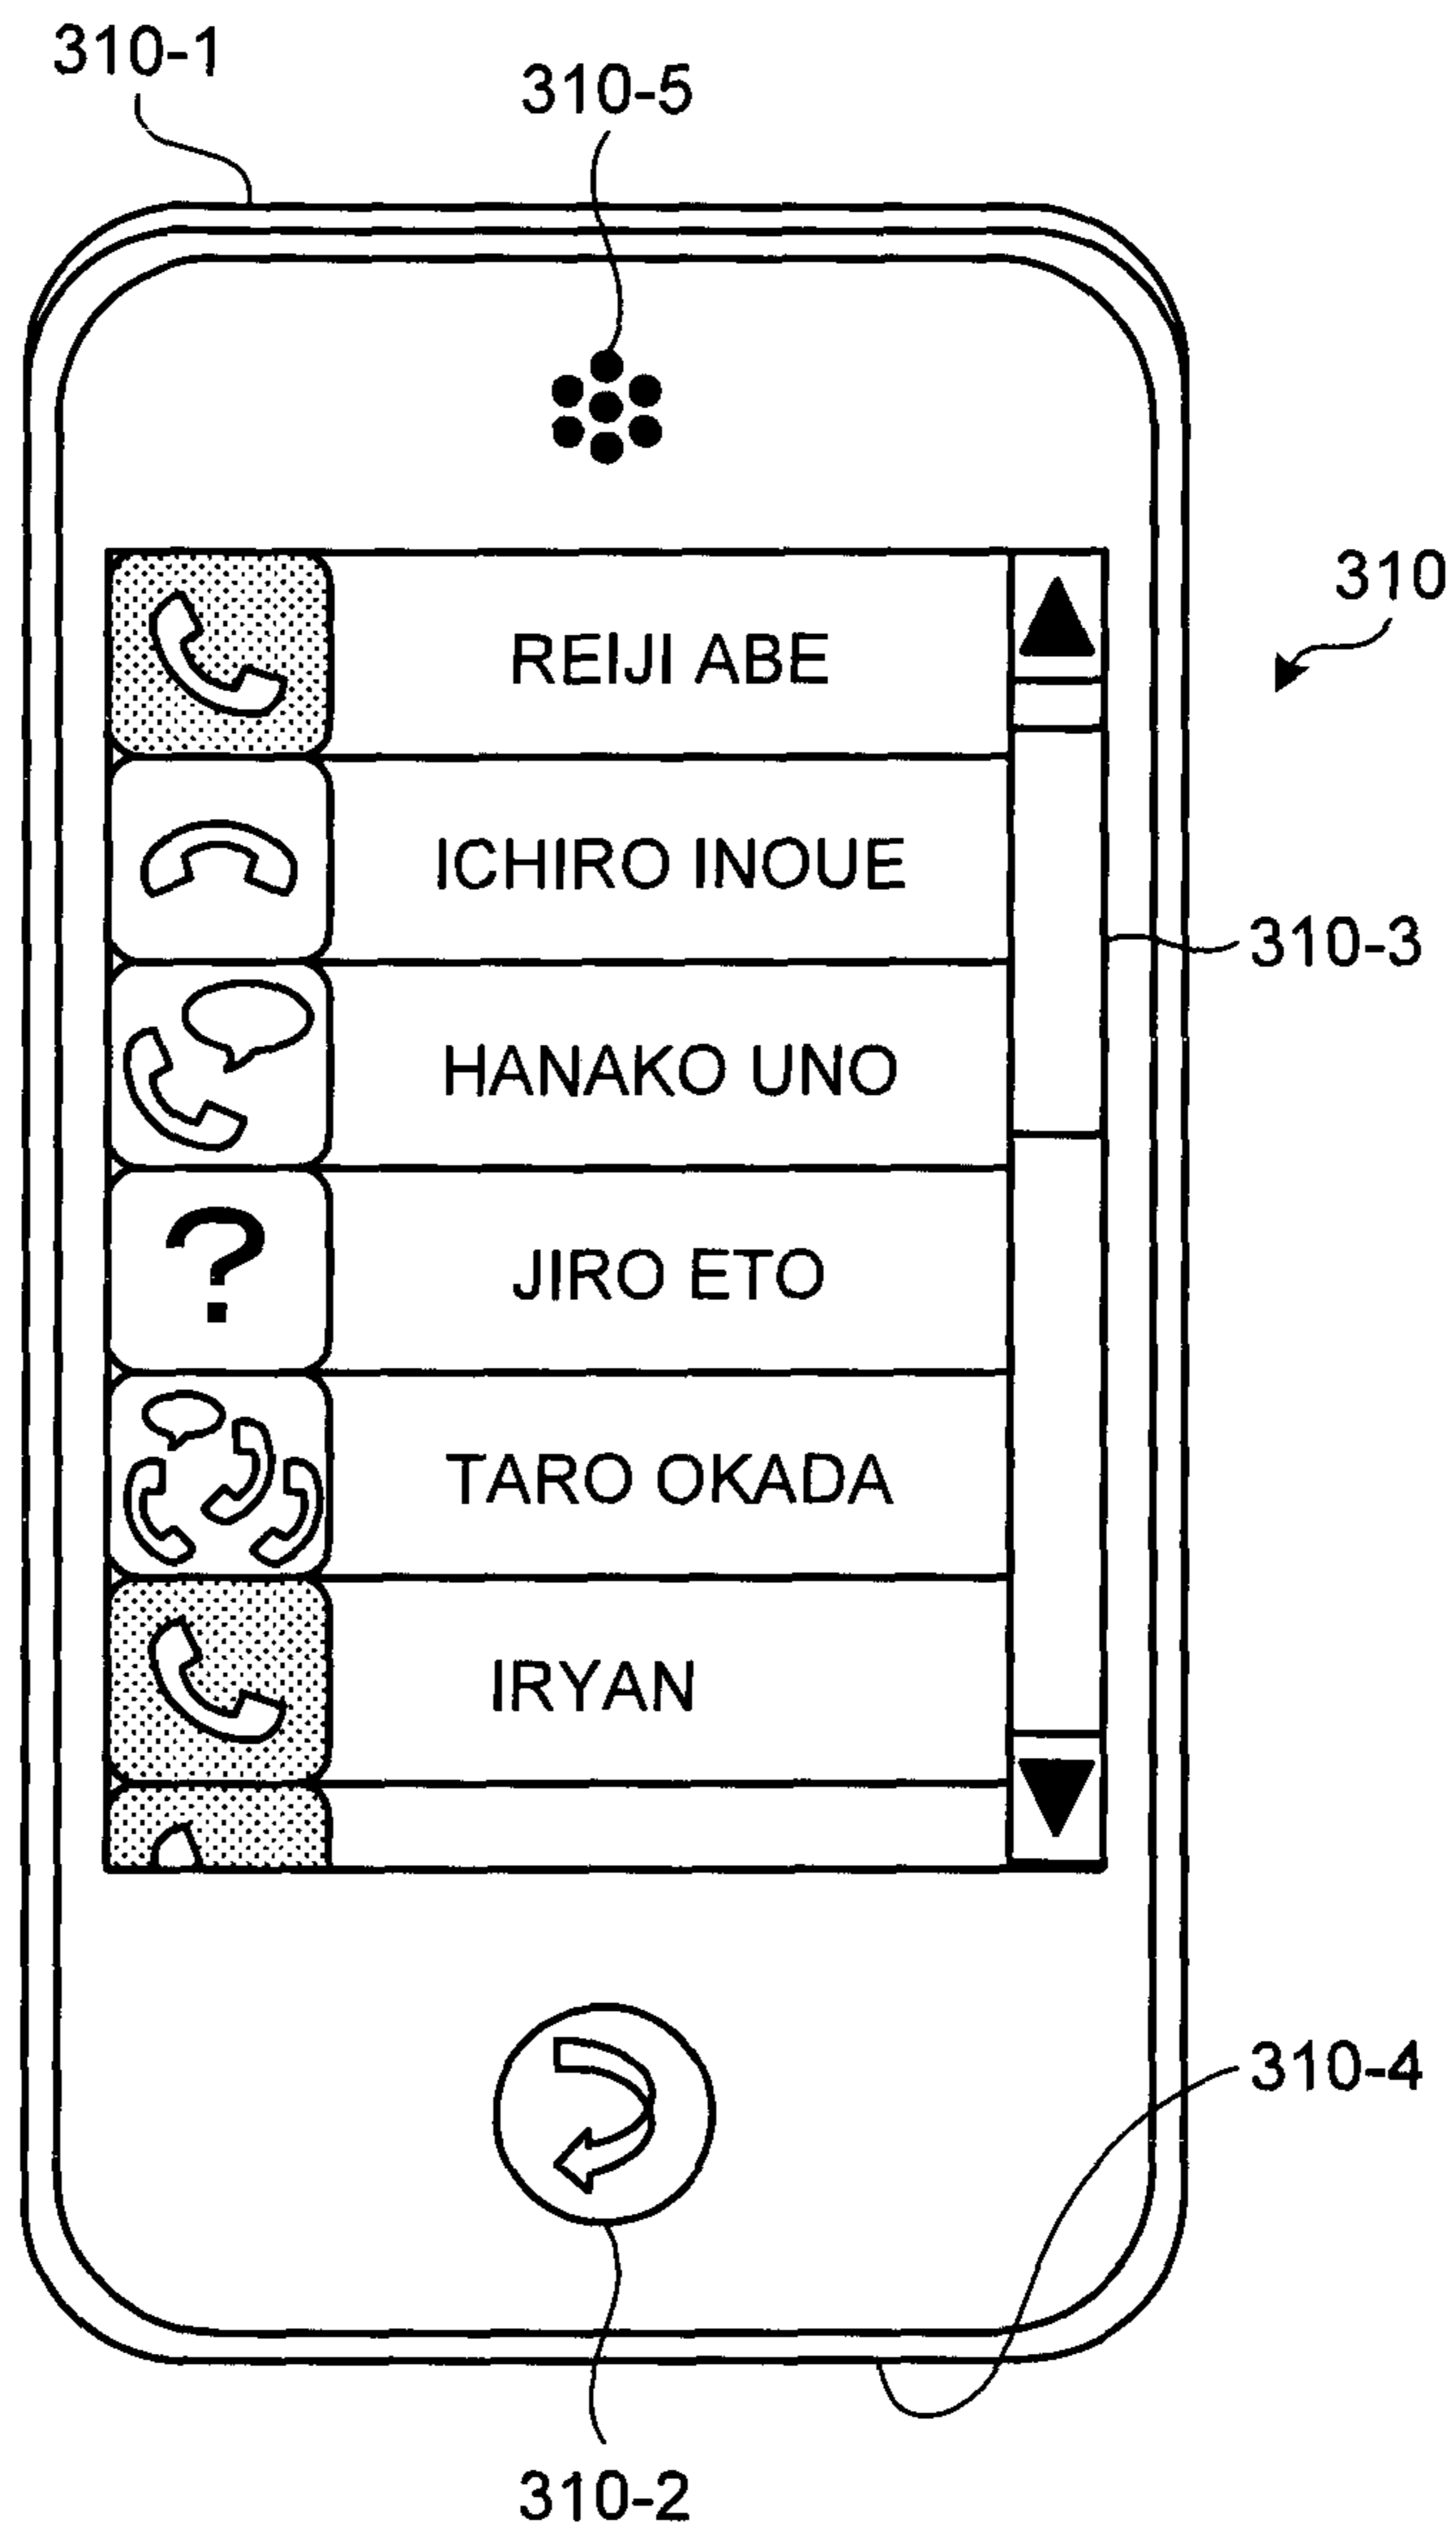 310-1
310-5
310
REIJI ABE
ICHIRO INOUE
310-3
HANAKO UNO
?
JIRO ETO
TARO OKADA
IRYAN
310-4
310-2